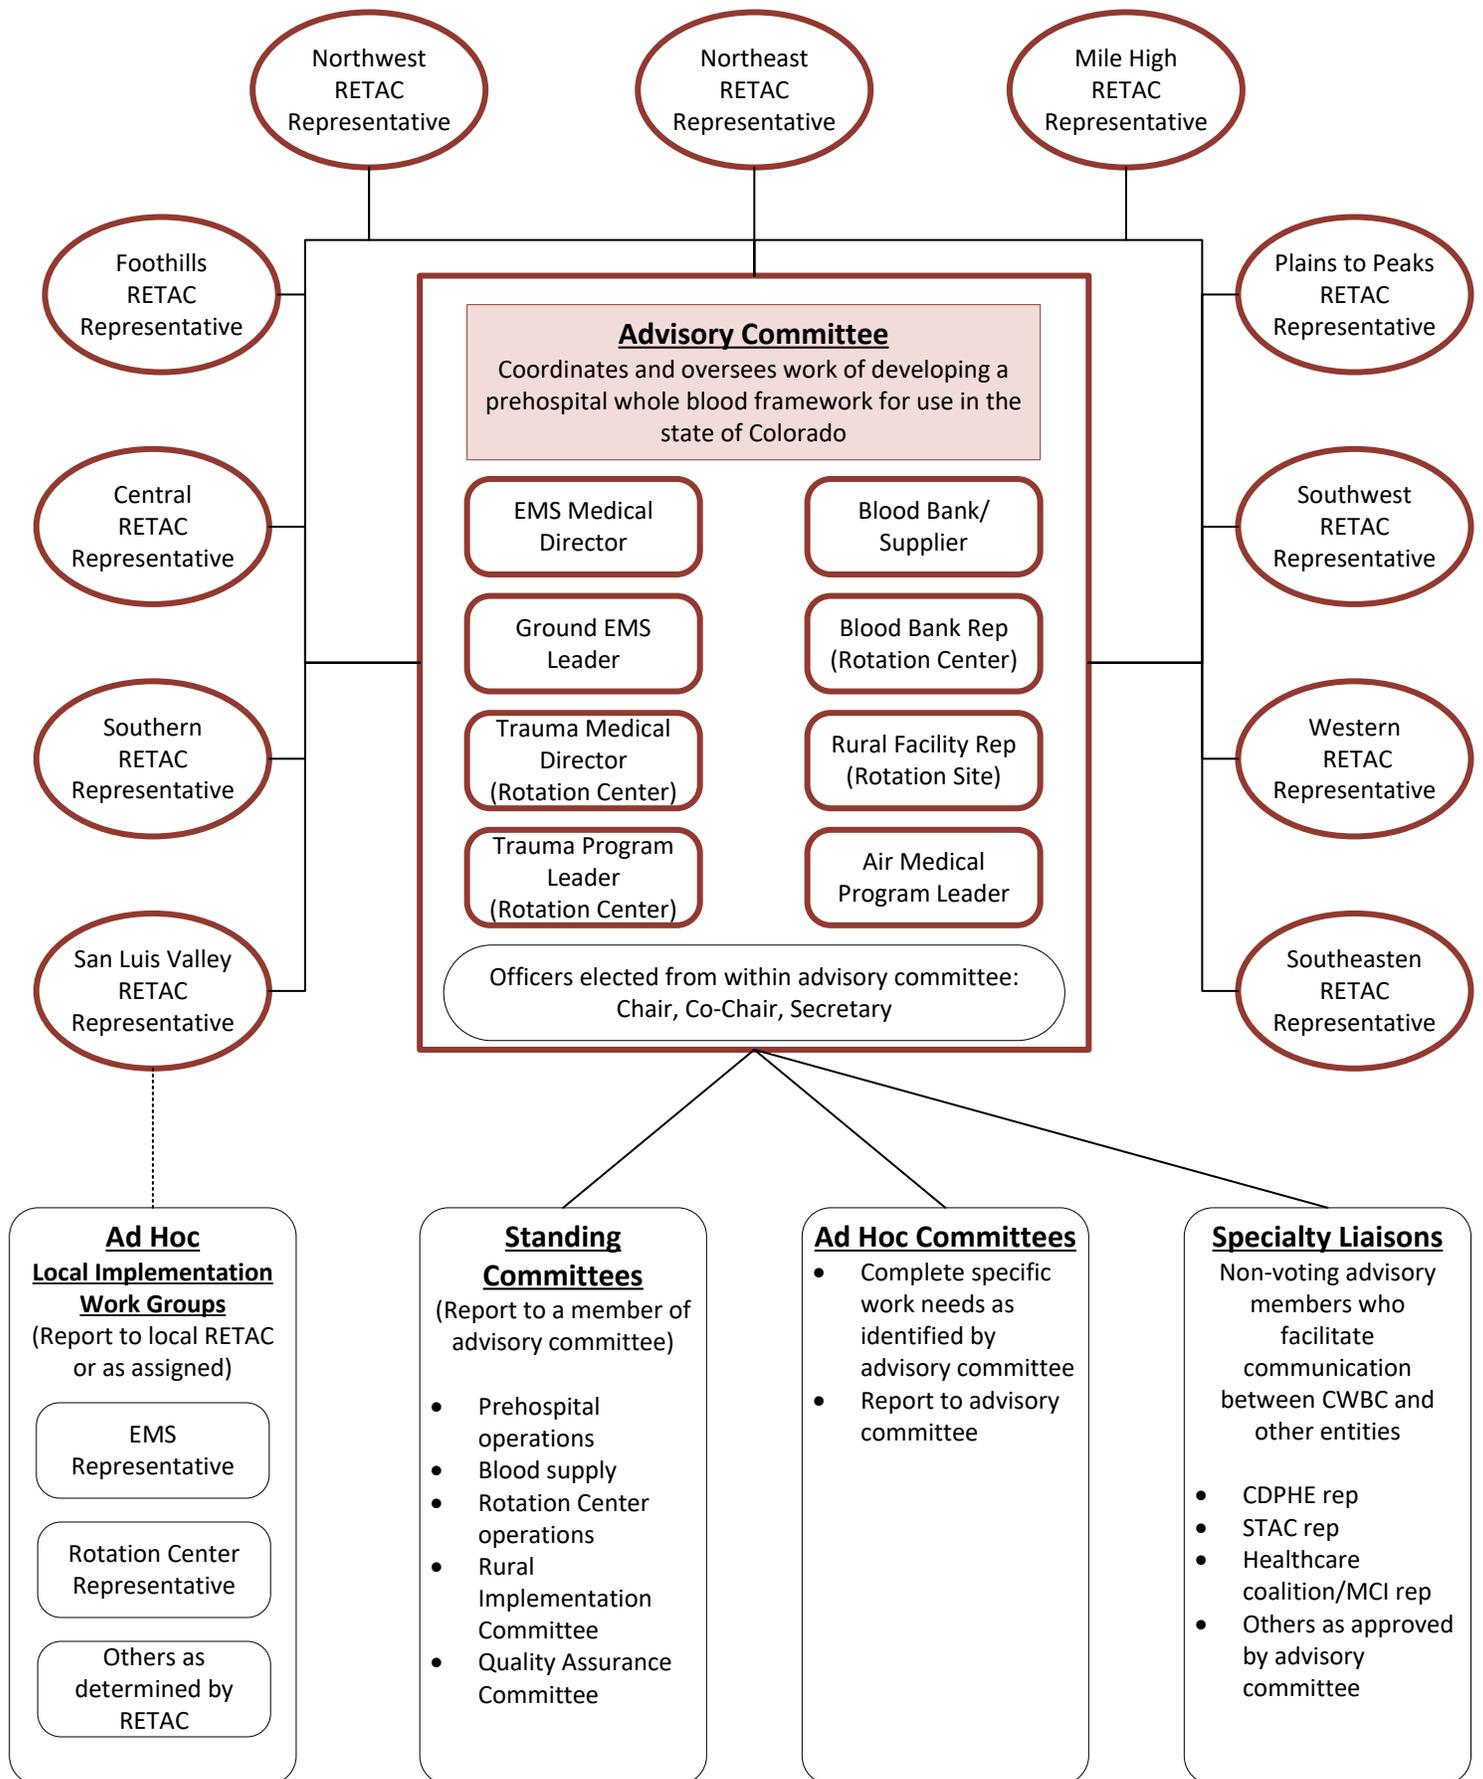 Northwest
RETAC
Representative
Northeast
RETAC
Representative
Mile High
RETAC
Representative
Foothills
RETAC
Representative
Plains to Peaks
RETAC
Representative
Advisory Committee
Coordinates and oversees work of developing a
prehospital whole blood framework for use in the
state of Colorado
Central
RETAC
Representative
Southwest
RETAC
Representative
EMS Medical
Director
Blood Bank/
Supplier
Ground EMS
Leader
Blood Bank Rep
(Rotation Center)
Southern
RETAC
Representative
Western
RETAC
Representative
Trauma Medical
Director
(Rotation Center)
Rural Facility Rep
(Rotation Site)
Trauma Program
Leader
(Rotation Center)
Air Medical
Program Leader
San Luis Valley
RETAC
Representative
Southeasten
RETAC
Representative
Officers elected from within advisory committee:
Chair, Co-Chair, Secretary
Ad Hoc
Local Implementation
Work Groups
(Report to local RETAC
or as assigned)
EMS
Representative
Rotation Center
Representative
Others as
determined by
RETAC
Standing
Committees
(Report to a member of
advisory committee)
• Prehospital
operations
• Blood supply
• Rotation Center
operations
• Rural
Implementation
Committee
• Quality Assurance
Committee
Ad Hoc Committees
• Complete specific
work needs as
identified by
advisory committee
• Report to advisory
committee
Specialty Liaisons
Non-voting advisory
members who
facilitate
communication
between CWBC and
other entities
• CDPHE rep
• STAC rep
• Healthcare
coalition/MCI rep
• Others as approved
by advisory
committee